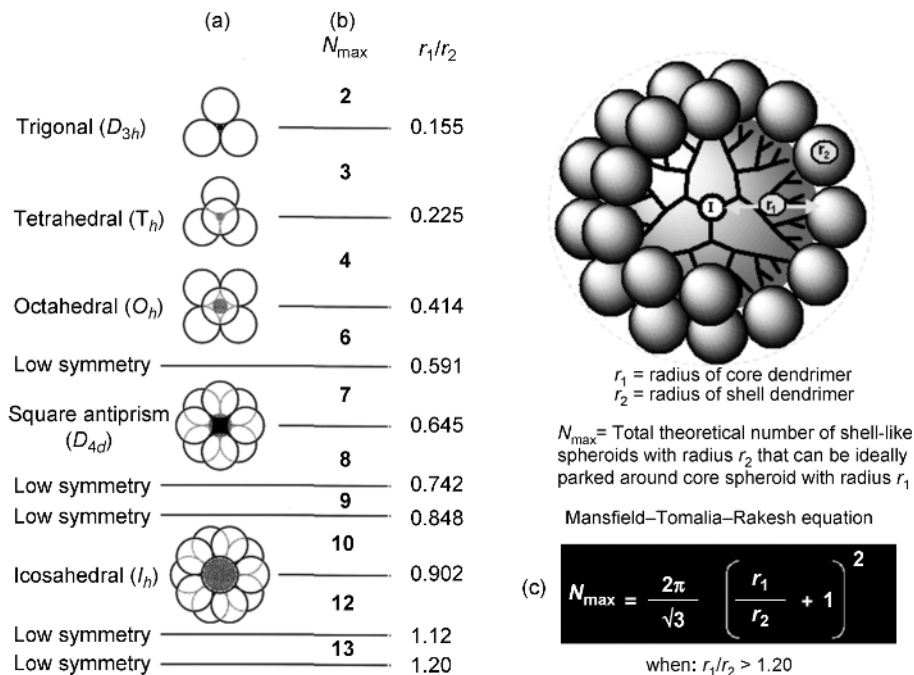 (a) (b)
N_max r₁/r₂
2
Trigonal (D₃ₕ) 0.155
3
Tetrahedral (Tₕ) 0.225
4
Octahedral (Oₕ) 0.414
6
Low symmetry 0.591
7
Square antiprism 0.645
(D₄d)
8
Low symmetry 0.742
9
Low symmetry 0.848
10
Icosahedral (Iₕ) 0.902
12
Low symmetry 1.12
13
Low symmetry 1.20
r₂
I r₁
r₁ = radius of core dendrimer
r₂ = radius of shell dendrimer
N_max= Total theoretical number of shell-like
spheroids with radius r₂ that can be ideally
parked around core spheroid with radius r₁
Mansfield–Tomalia–Rakesh equation
(c) N_max = 2π/√3 (r₁/r₂ + 1)²
when: r₁/r₂ > 1.20